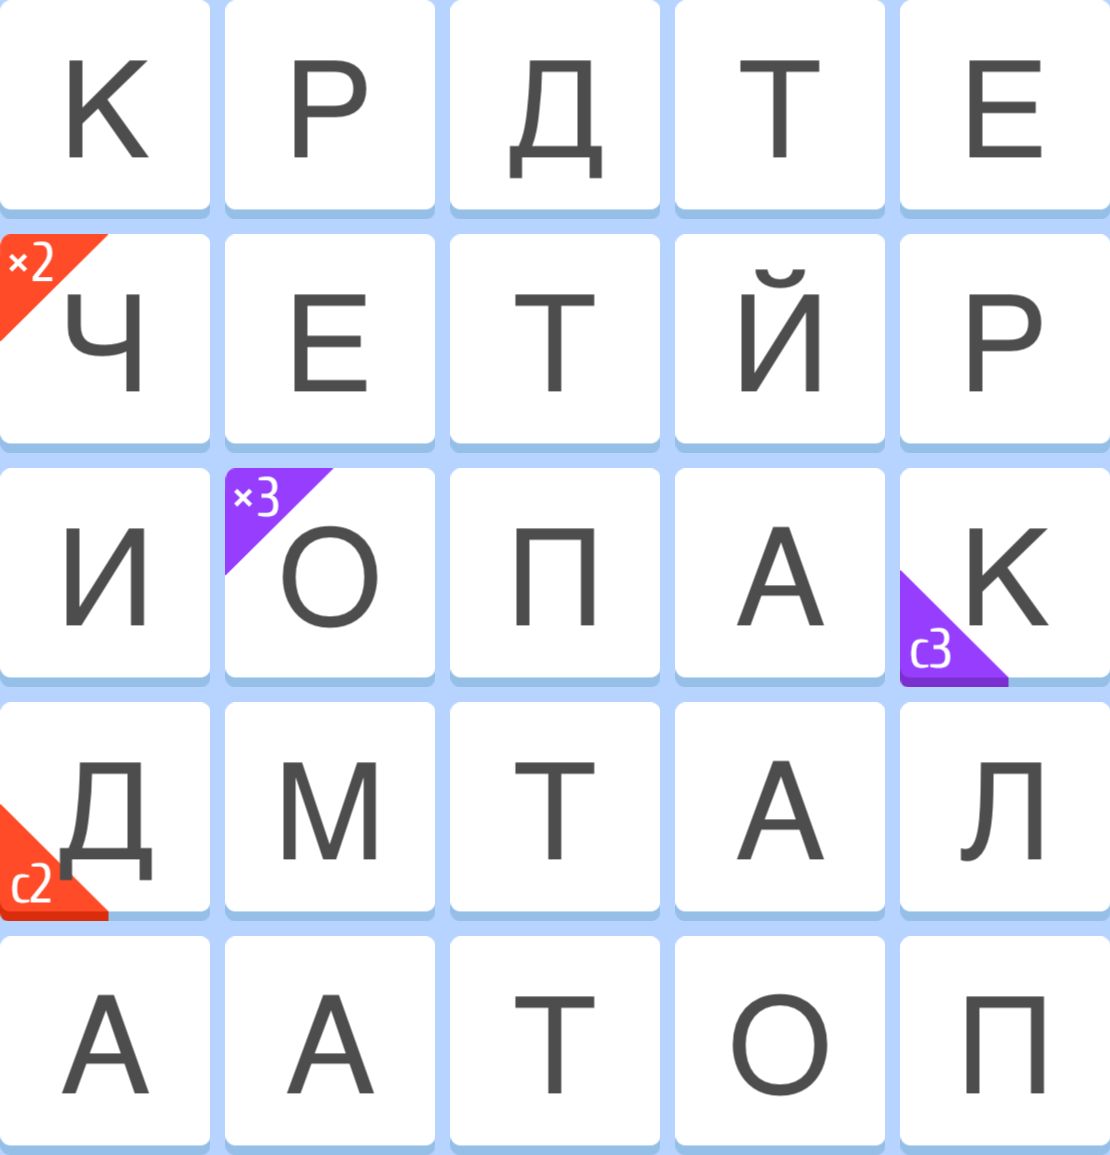 К Р Д Т Е
×2 Ч Е Т Й Р
И ×3 О П А К с3
Д с2 М Т А Л
А А Т О П